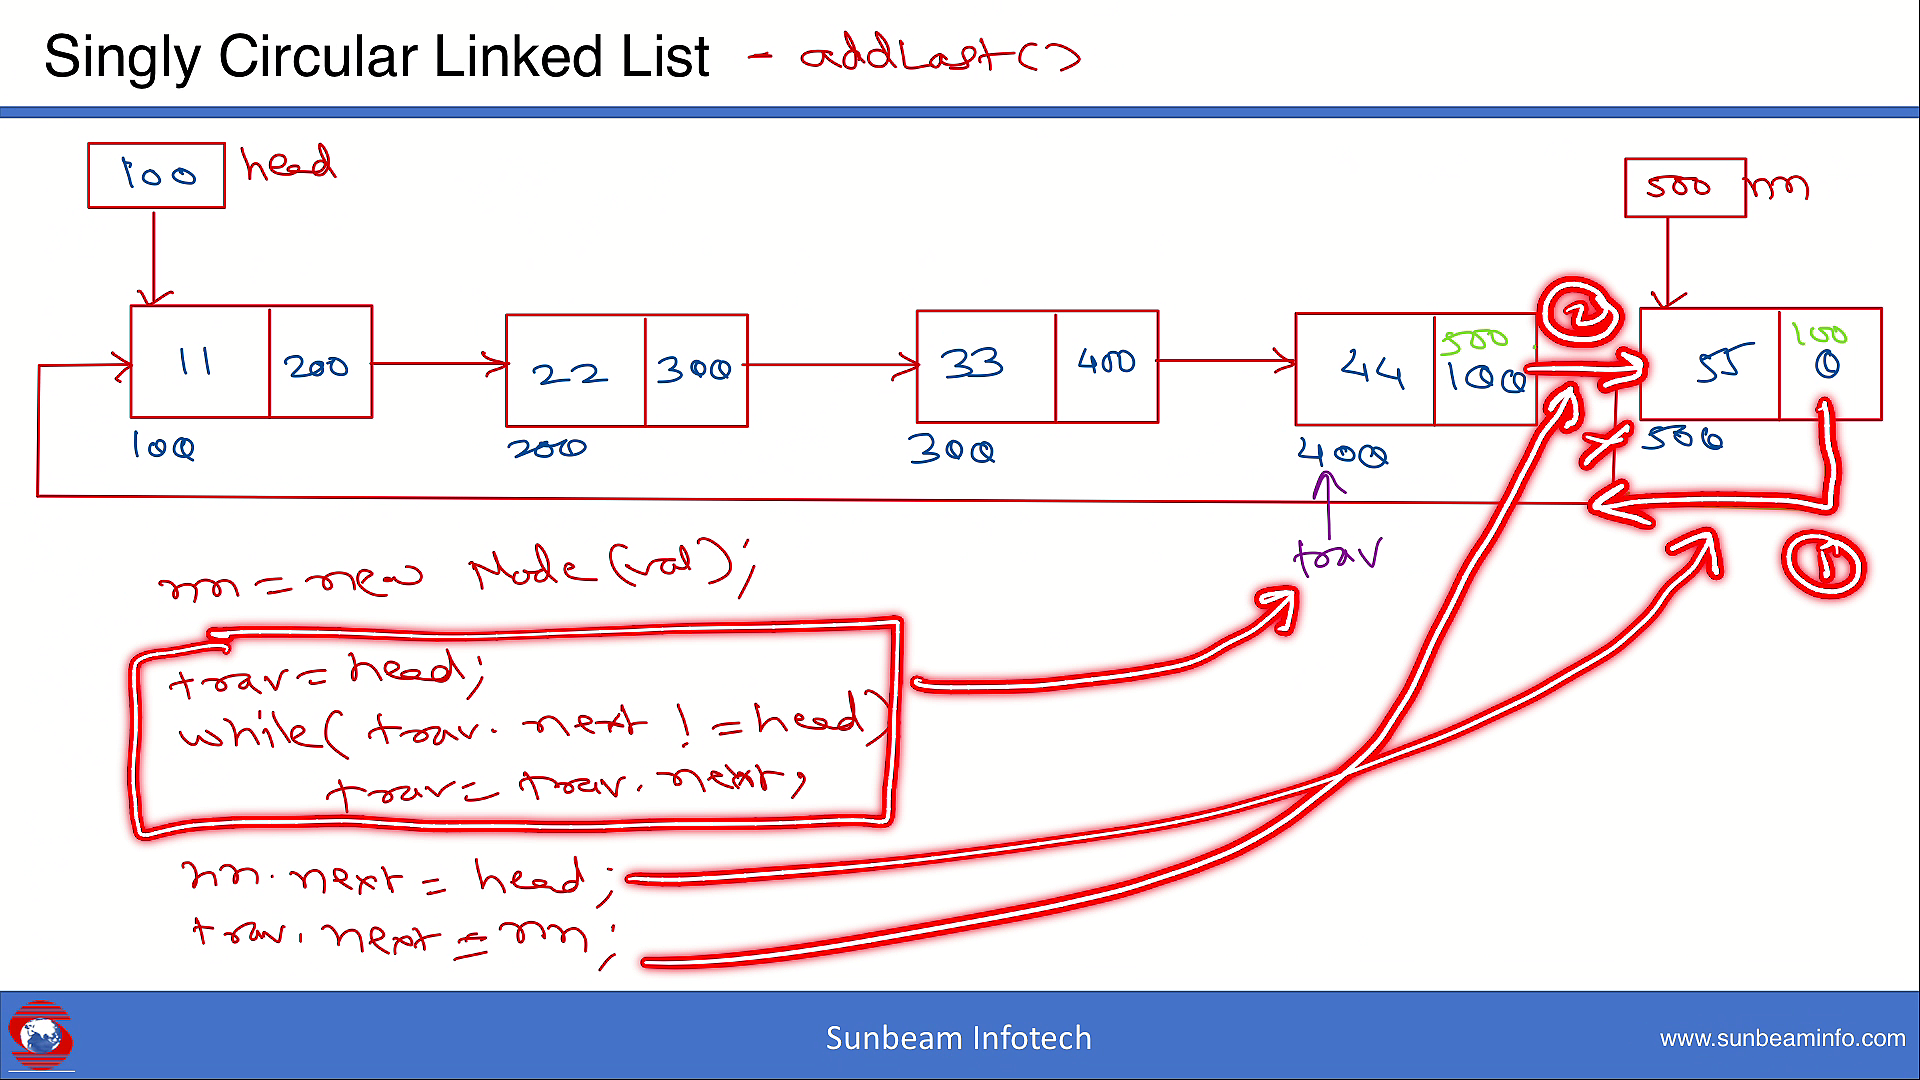 Singly Circular Linked List - addLast()
100 head
500 nn
11 200
22 300
33 400
44 500 100
2
55 100 0
100
200
300
400
500
trav
1
nn = new Node (val);
trav = head;
while( trav. next != head)
trav = trav. next;
nn. next = head;
trav. next = nn;
Sunbeam Infotech
www.sunbeaminfo.com